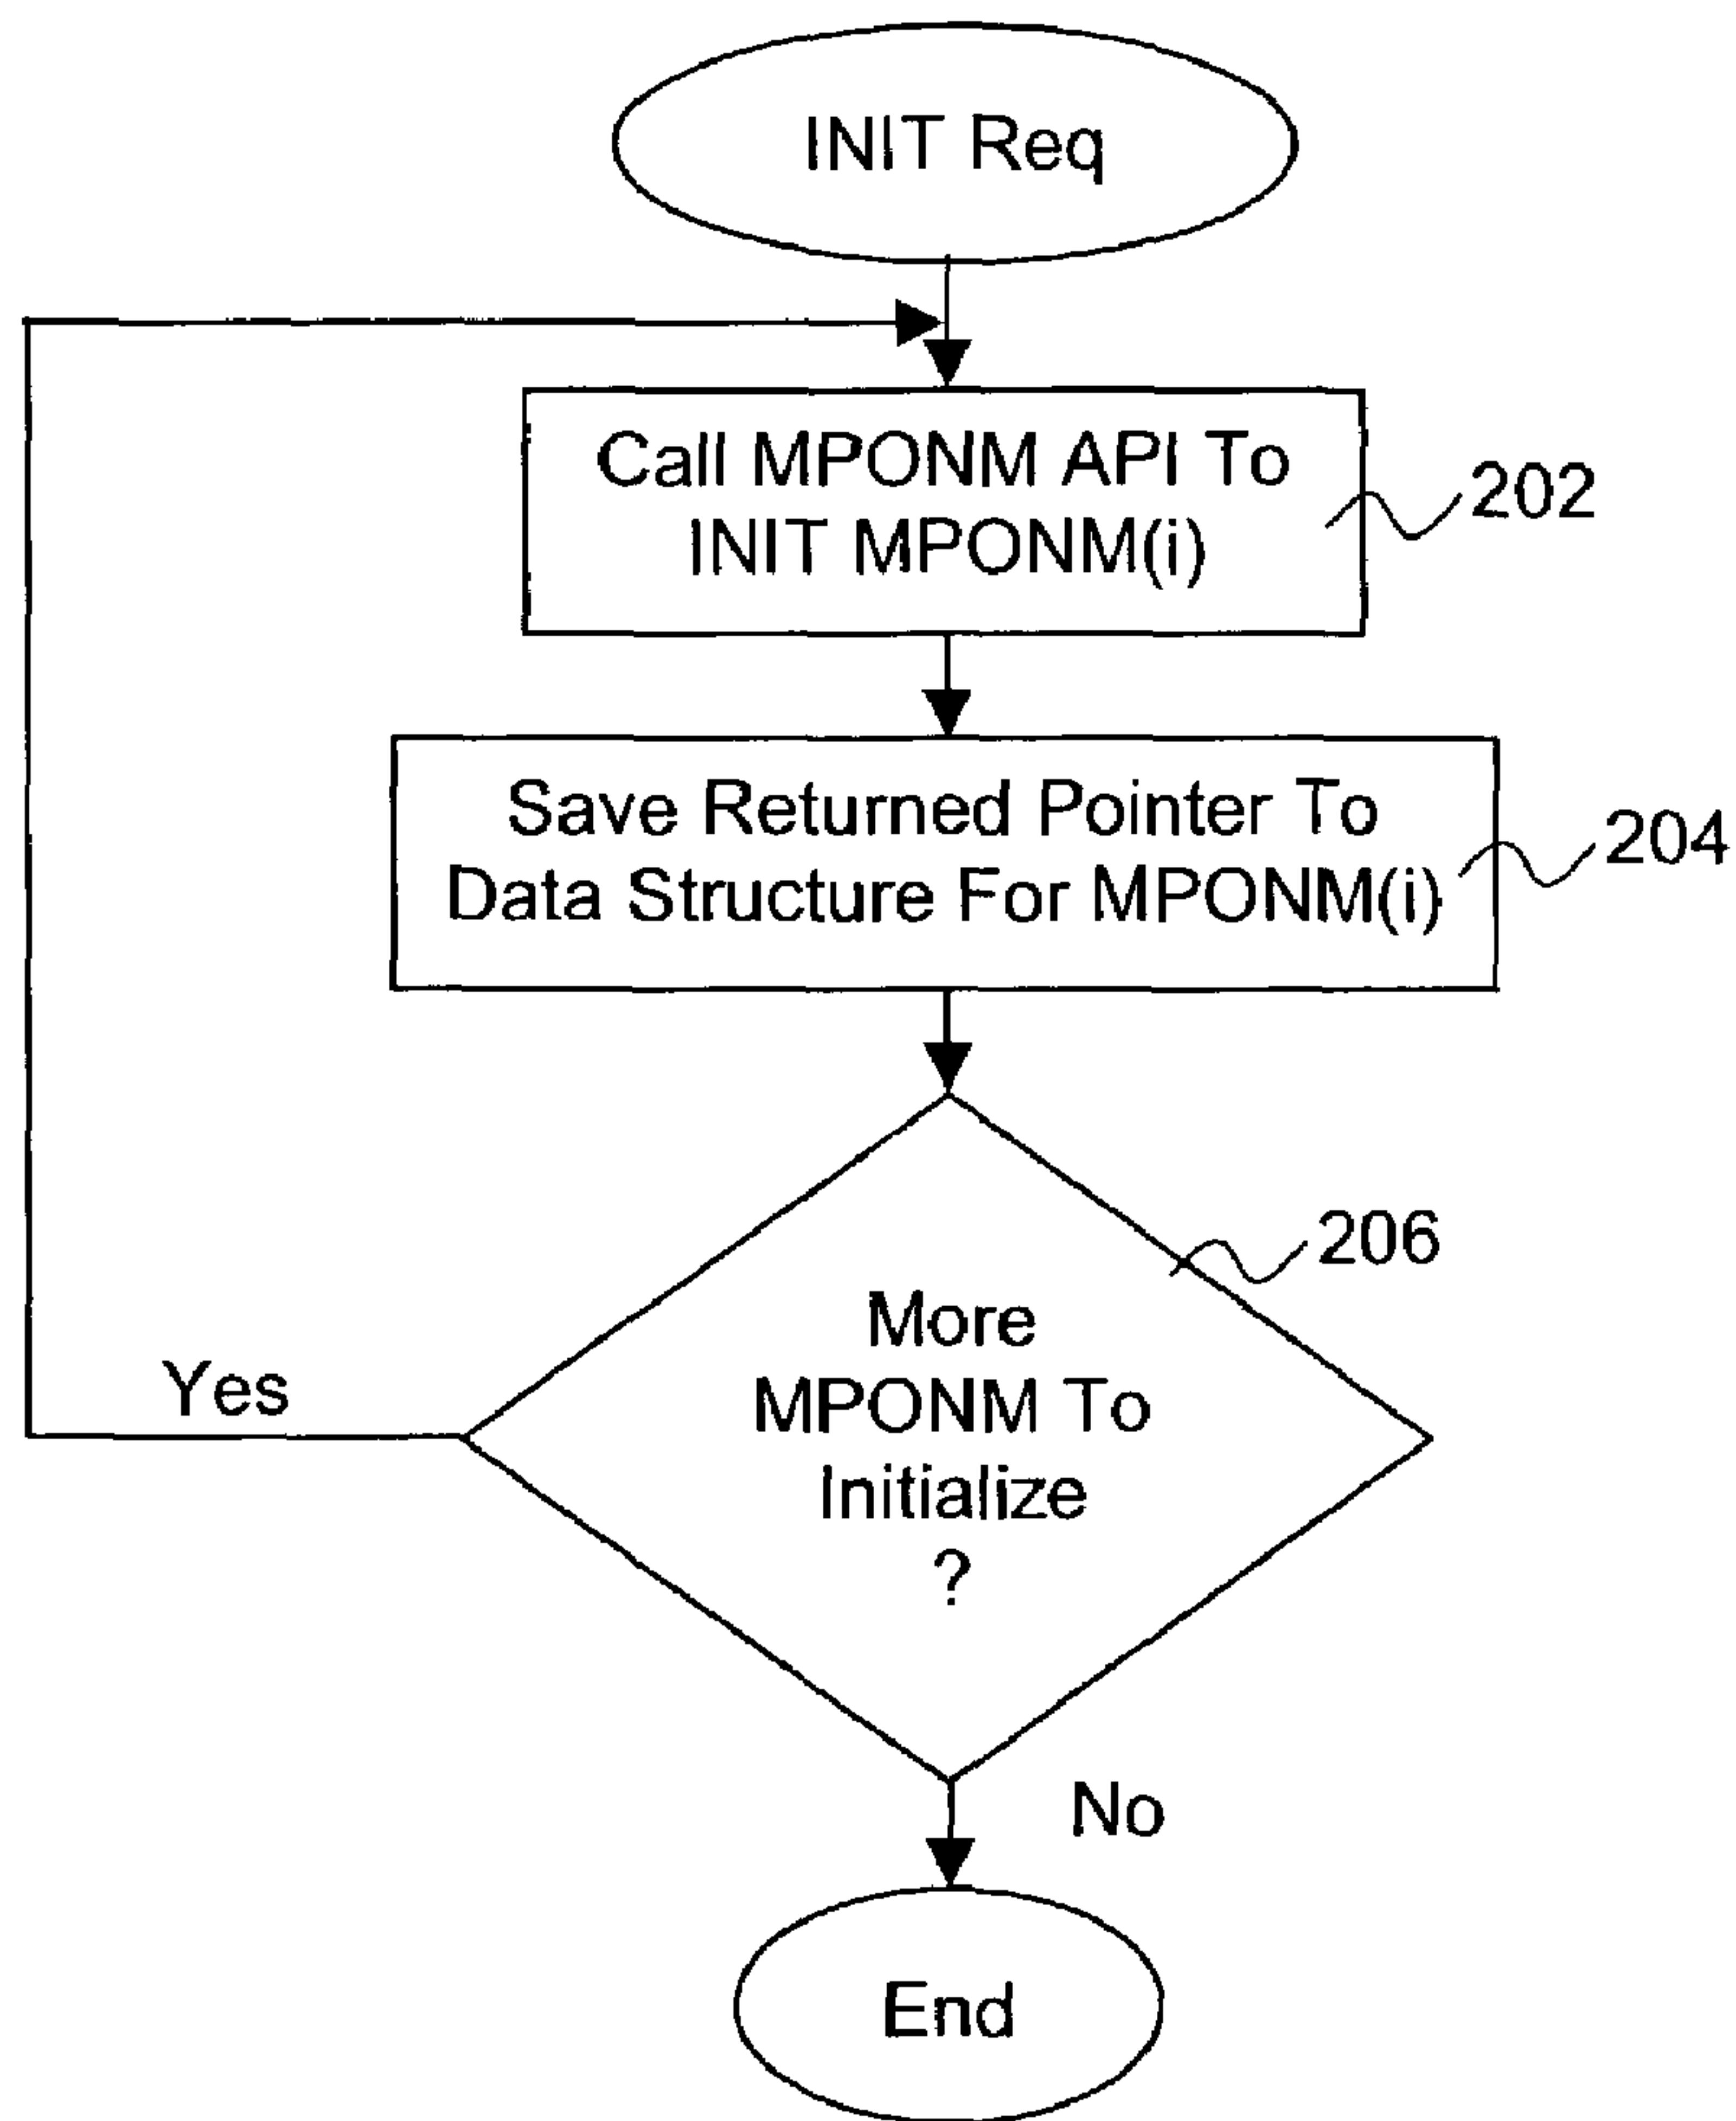 INIT Req
Call MPONM API To
INIT MPONM(i)
202
Save Returned Pointer To
Data Structure For MPONM(i)
204
206
More
MPONM To
Initialize
?
Yes
No
End